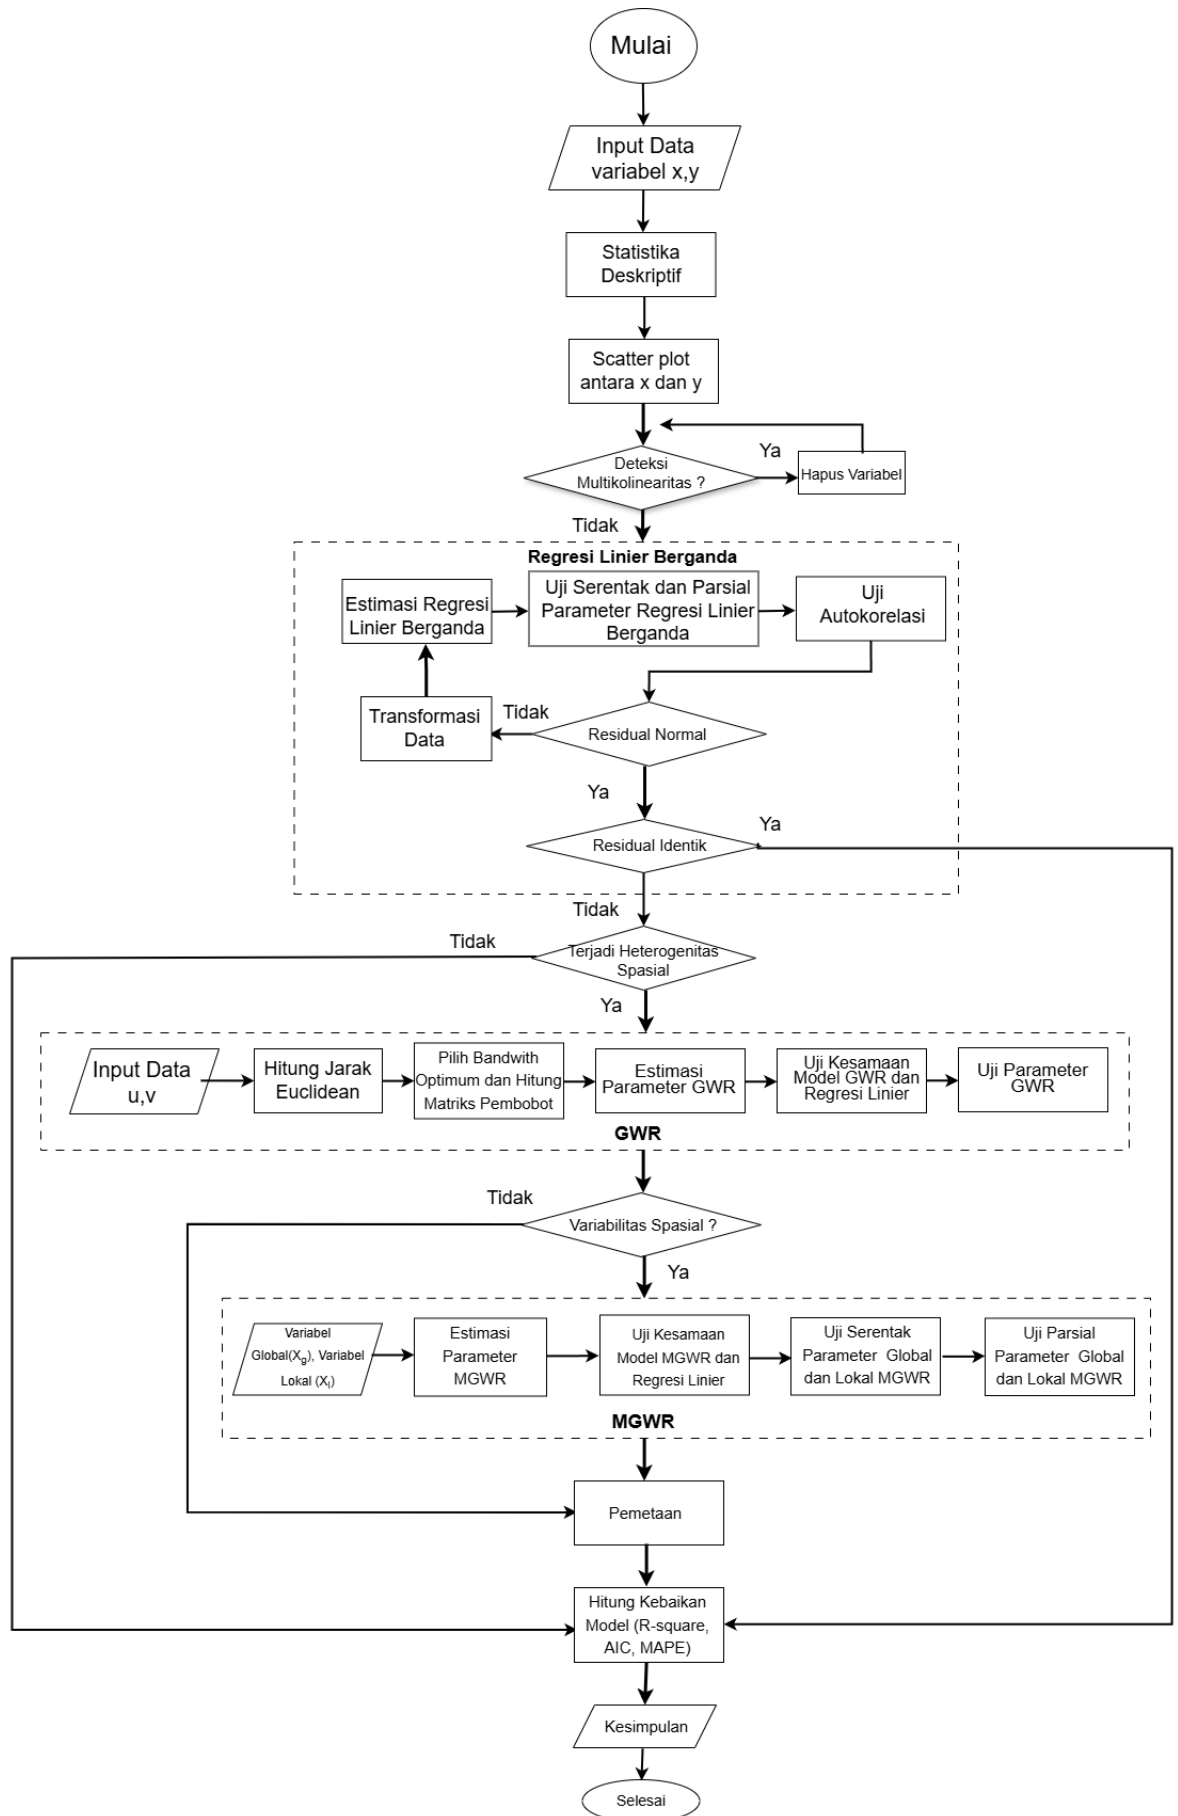 Mulai
Input Data
variabel x,y
Statistika
Deskriptif
Scatter plot
antara x dan y
Deteksi
Multikolinearitas ?
Ya
Hapus Variabel
Tidak
Regresi Linier Berganda
Estimasi Regresi
Linier Berganda
Uji Serentak dan Parsial
Parameter Regresi Linier
Berganda
Uji
Autokorelasi
Transformasi
Data
Tidak
Residual Normal
Ya
Residual Identik
Ya
Tidak
Tidak
Terjadi Heterogenitas
Spasial
Ya
Input Data
u,v
Hitung Jarak
Euclidean
Pilih Bandwith
Optimum dan Hitung
Matriks Pembobot
Estimasi
Parameter GWR
Uji Kesamaan
Model GWR dan
Regresi Linier
Uji Parameter
GWR
GWR
Tidak
Variabilitas Spasial ?
Ya
Variabel
Global(Xg), Variabel
Lokal (Xl)
Estimasi
Parameter
MGWR
Uji Kesamaan
Model MGWR dan
Regresi Linier
Uji Serentak
Parameter Global
dan Lokal MGWR
Uji Parsial
Parameter Global
dan Lokal MGWR
MGWR
Pemetaan
Hitung Kebaikan
Model (R-square,
AIC, MAPE)
Kesimpulan
Selesai